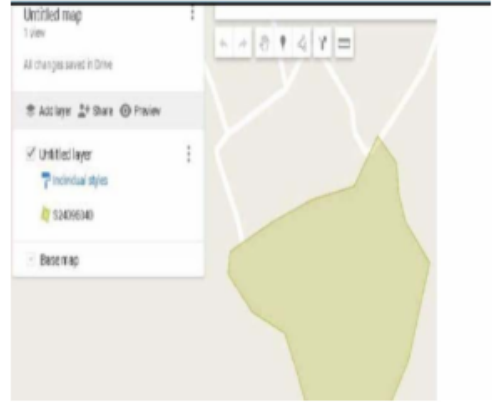 Untitled map
1 view
All changes saved in Drive
Add layer Share Preview
Untitled layer
Individual styles
Base map